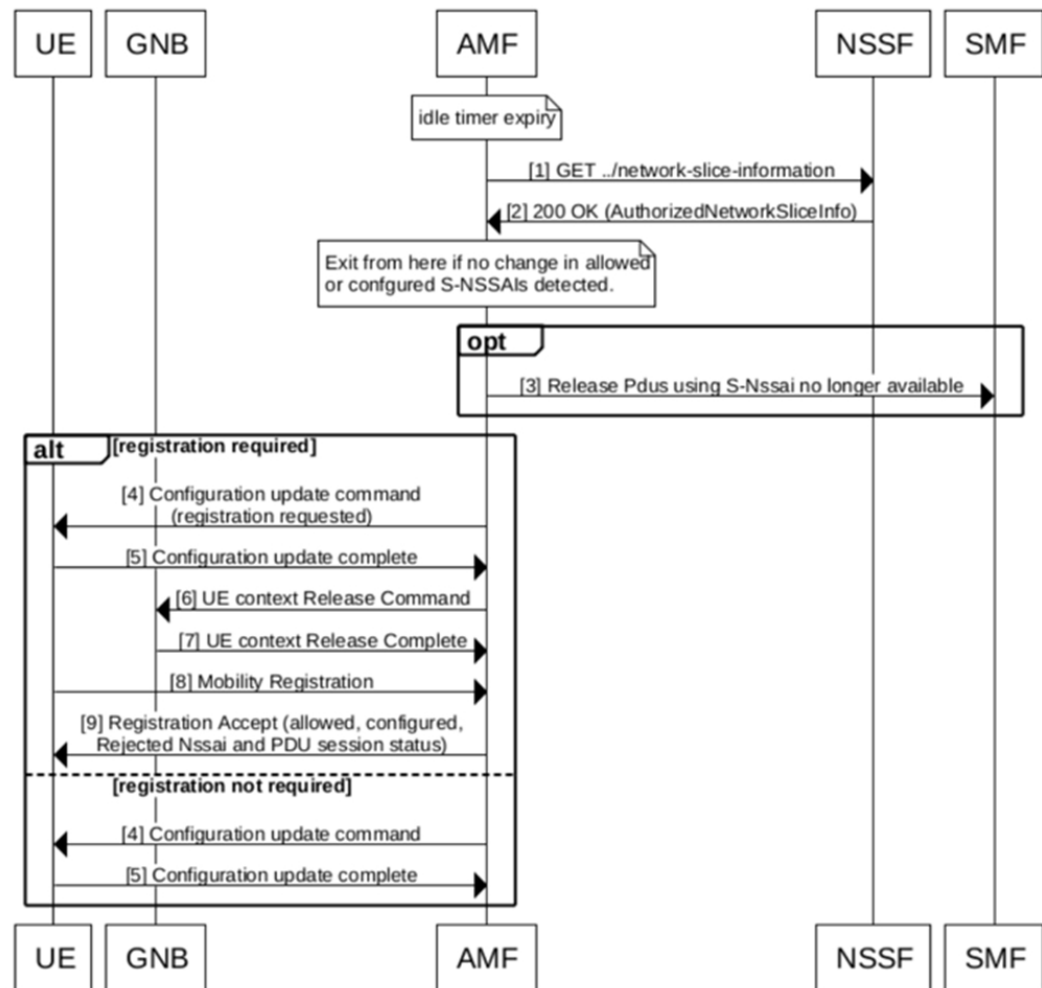 UE GNB AMF NSSF SMF
idle timer expiry
[1] GET ../network-slice-information
[2] 200 OK (AuthorizedNetworkSliceInfo)
Exit from here if no change in allowed
or confgured S-NSSAIs detected.
opt
[3] Release Pdus using S-Nssai no longer available
alt [registration required]
[4] Configuration update command
(registration requested)
[5] Configuration update complete
[6] UE context Release Command
[7] UE context Release Complete
[8] Mobility Registration
[9] Registration Accept (allowed, configured,
Rejected Nssai and PDU session status)
[registration not required]
[4] Configuration update command
[5] Configuration update complete
UE GNB AMF NSSF SMF